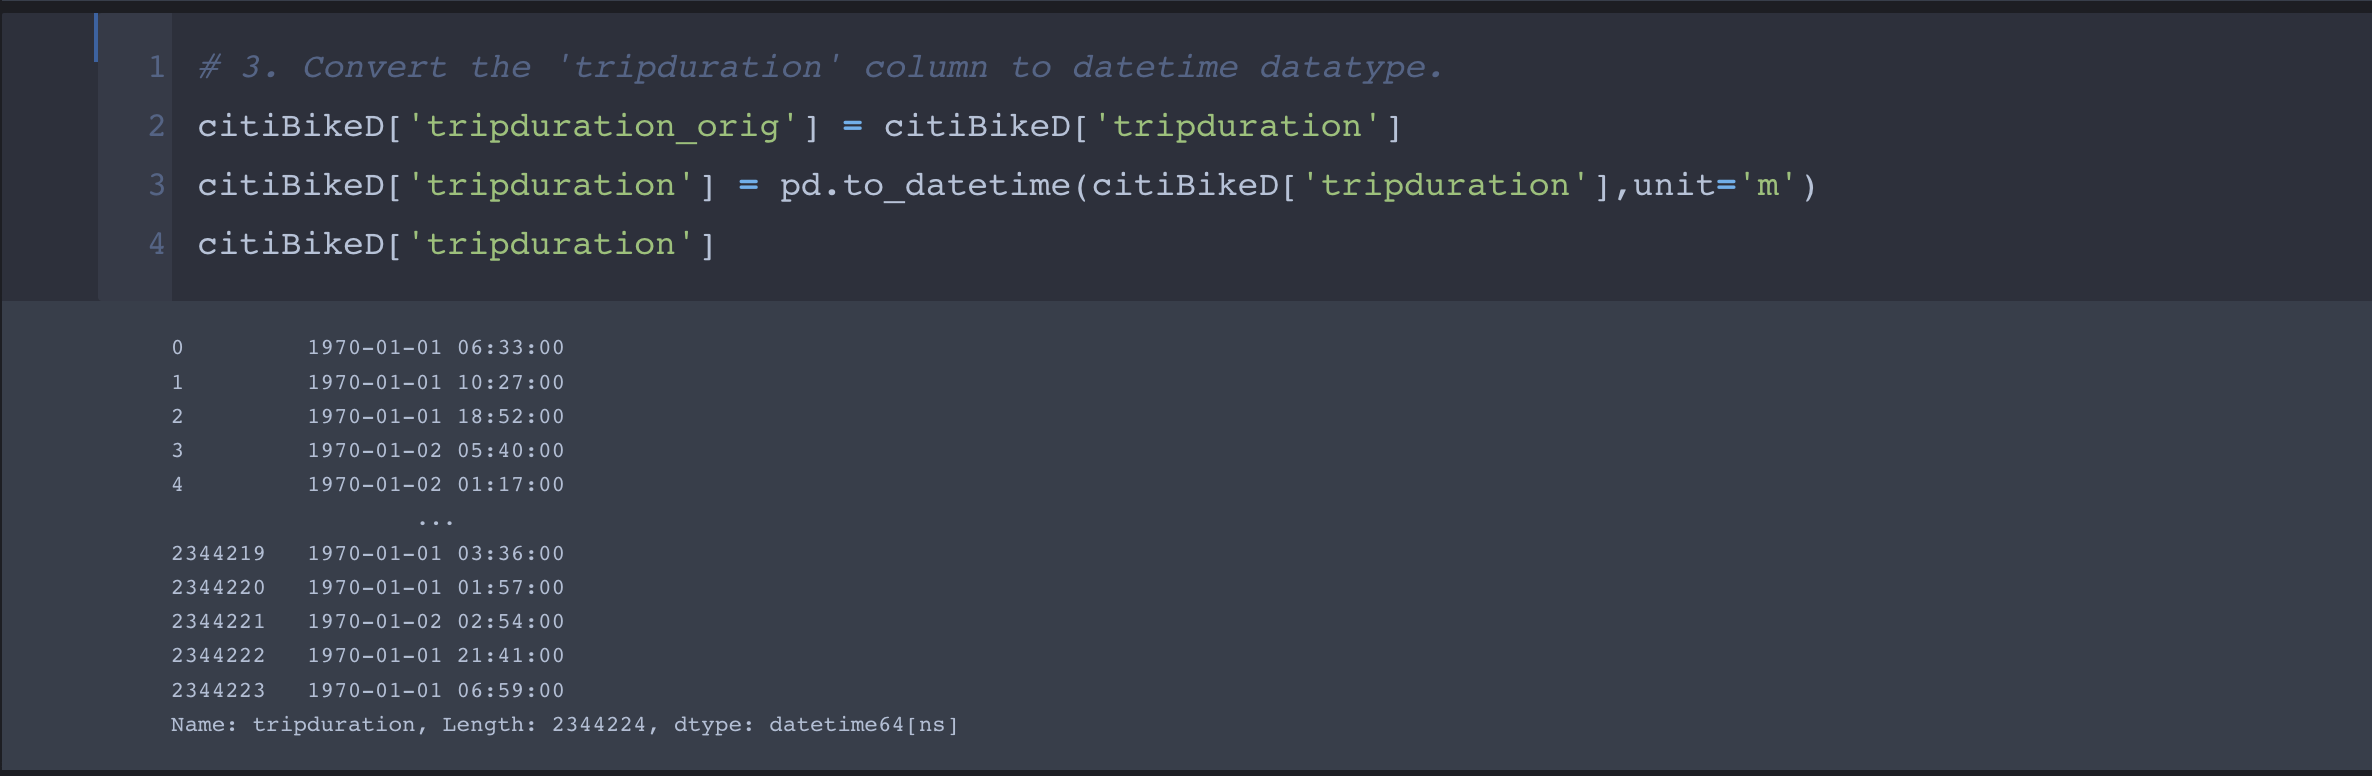 1 # 3. Convert the 'tripduration' column to datetime datatype.
2 citiBikeD['tripduration_orig'] = citiBikeD['tripduration']
3 citiBikeD['tripduration'] = pd.to_datetime(citiBikeD['tripduration'],unit='m')
4 citiBikeD['tripduration']
0 1970-01-01 06:33:00
1 1970-01-01 10:27:00
2 1970-01-01 18:52:00
3 1970-01-02 05:40:00
4 1970-01-02 01:17:00
...
2344219 1970-01-01 03:36:00
2344220 1970-01-01 01:57:00
2344221 1970-01-02 02:54:00
2344222 1970-01-01 21:41:00
2344223 1970-01-01 06:59:00
Name: tripduration, Length: 2344224, dtype: datetime64[ns]